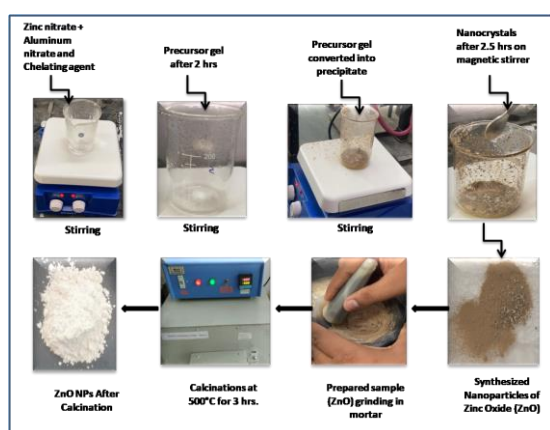 Zinc nitrate +
Aluminum
nitrate and
Chelating agent
Precursor gel
after 2 hrs
Precursor gel
converted into
precipitate
Nanocrystals
after 2.5 hrs on
magnetic stirrer
200
Stirring
Stirring
Stirring
ZnO NPs After
Calcination
Calcinations at
500°C for 3 hrs.
Prepared sample
(ZnO) grinding in
mortar
Synthesized
Nanoparticles of
Zinc Oxide (ZnO)